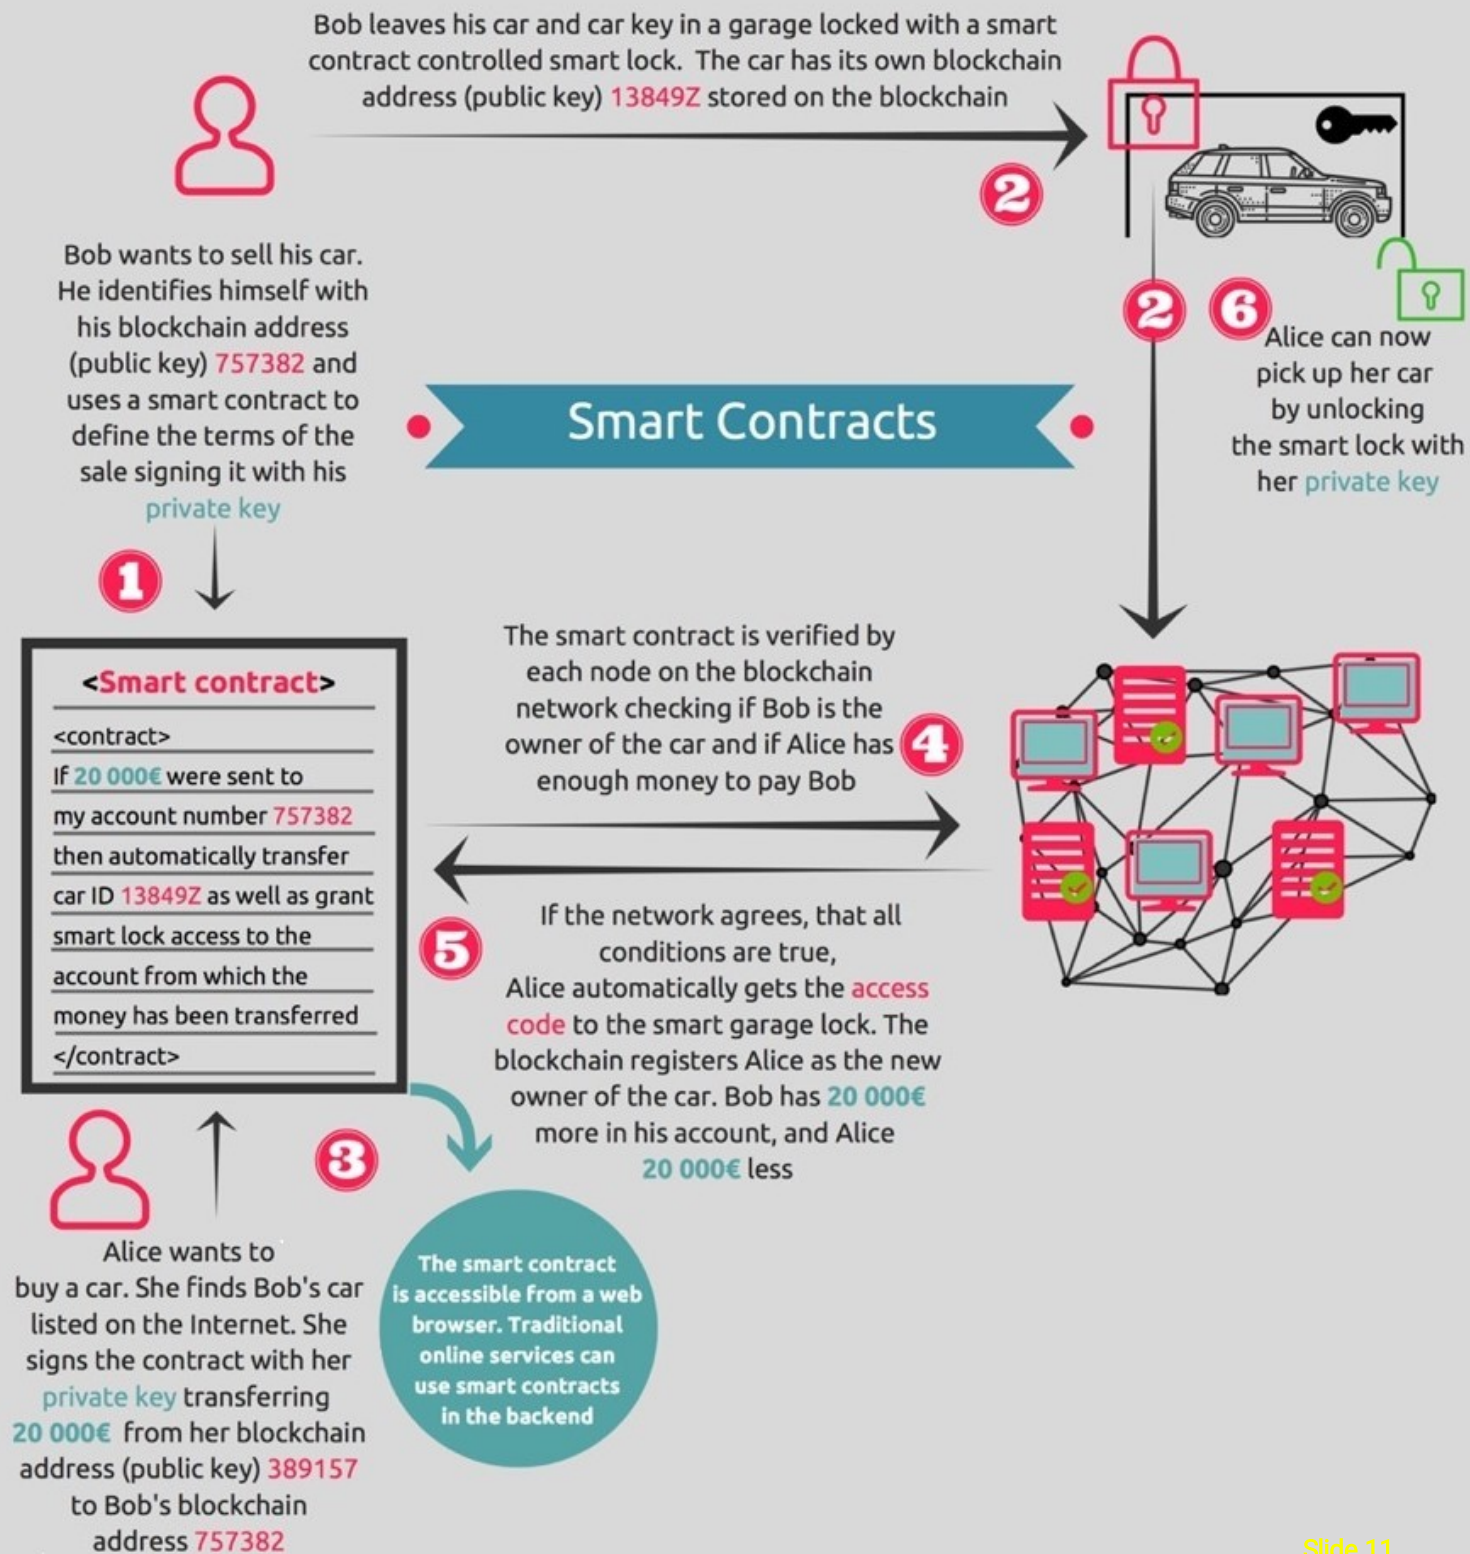 Bob leaves his car and car key in a garage locked with a smart
contract controlled smart lock. The car has its own blockchain
address (public key) 13849Z stored on the blockchain
2
Bob wants to sell his car.
He identifies himself with
his blockchain address
(public key) 757382 and
uses a smart contract to
define the terms of the
sale signing it with his
private key
1
Smart Contracts
2
6
Alice can now
pick up her car
by unlocking
the smart lock with
her private key
<Smart contract>
<contract>
If 20 000€ were sent to
my account number 757382
then automatically transfer
car ID 13849Z as well as grant
smart lock access to the
account from which the
money has been transferred
</contract>
The smart contract is verified by
each node on the blockchain
network checking if Bob is the
owner of the car and if Alice has
enough money to pay Bob
4
5
If the network agrees, that all
conditions are true,
Alice automatically gets the access
code to the smart garage lock. The
blockchain registers Alice as the new
owner of the car. Bob has 20 000€
more in his account, and Alice
20 000€ less
3
Alice wants to
buy a car. She finds Bob's car
listed on the Internet. She
signs the contract with her
private key transferring
20 000€ from her blockchain
address (public key) 389157
to Bob's blockchain
address 757382
The smart contract
is accessible from a web
browser. Traditional
online services can
use smart contracts
in the backend
Slide 11